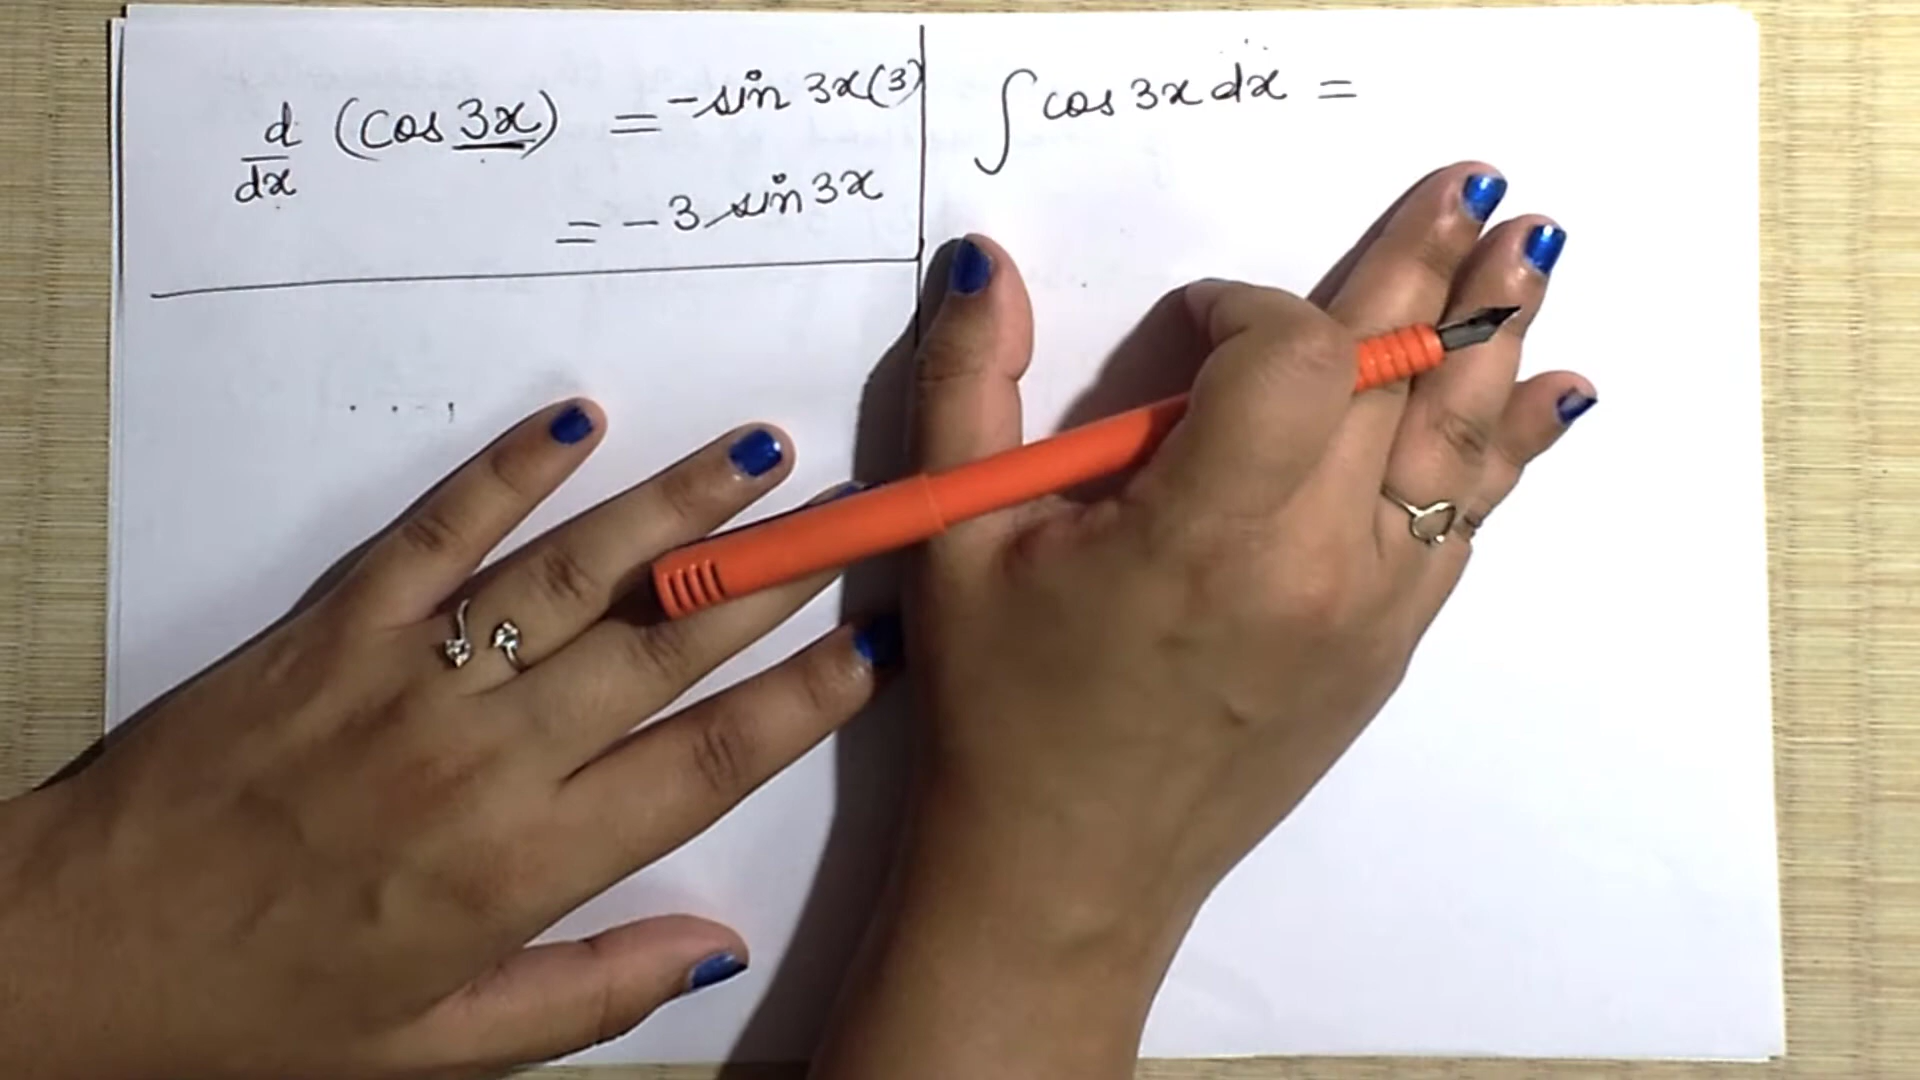 d/dx (cos 3x) = -sin 3x(3)
= -3 sin 3x
∫ cos 3x dx =